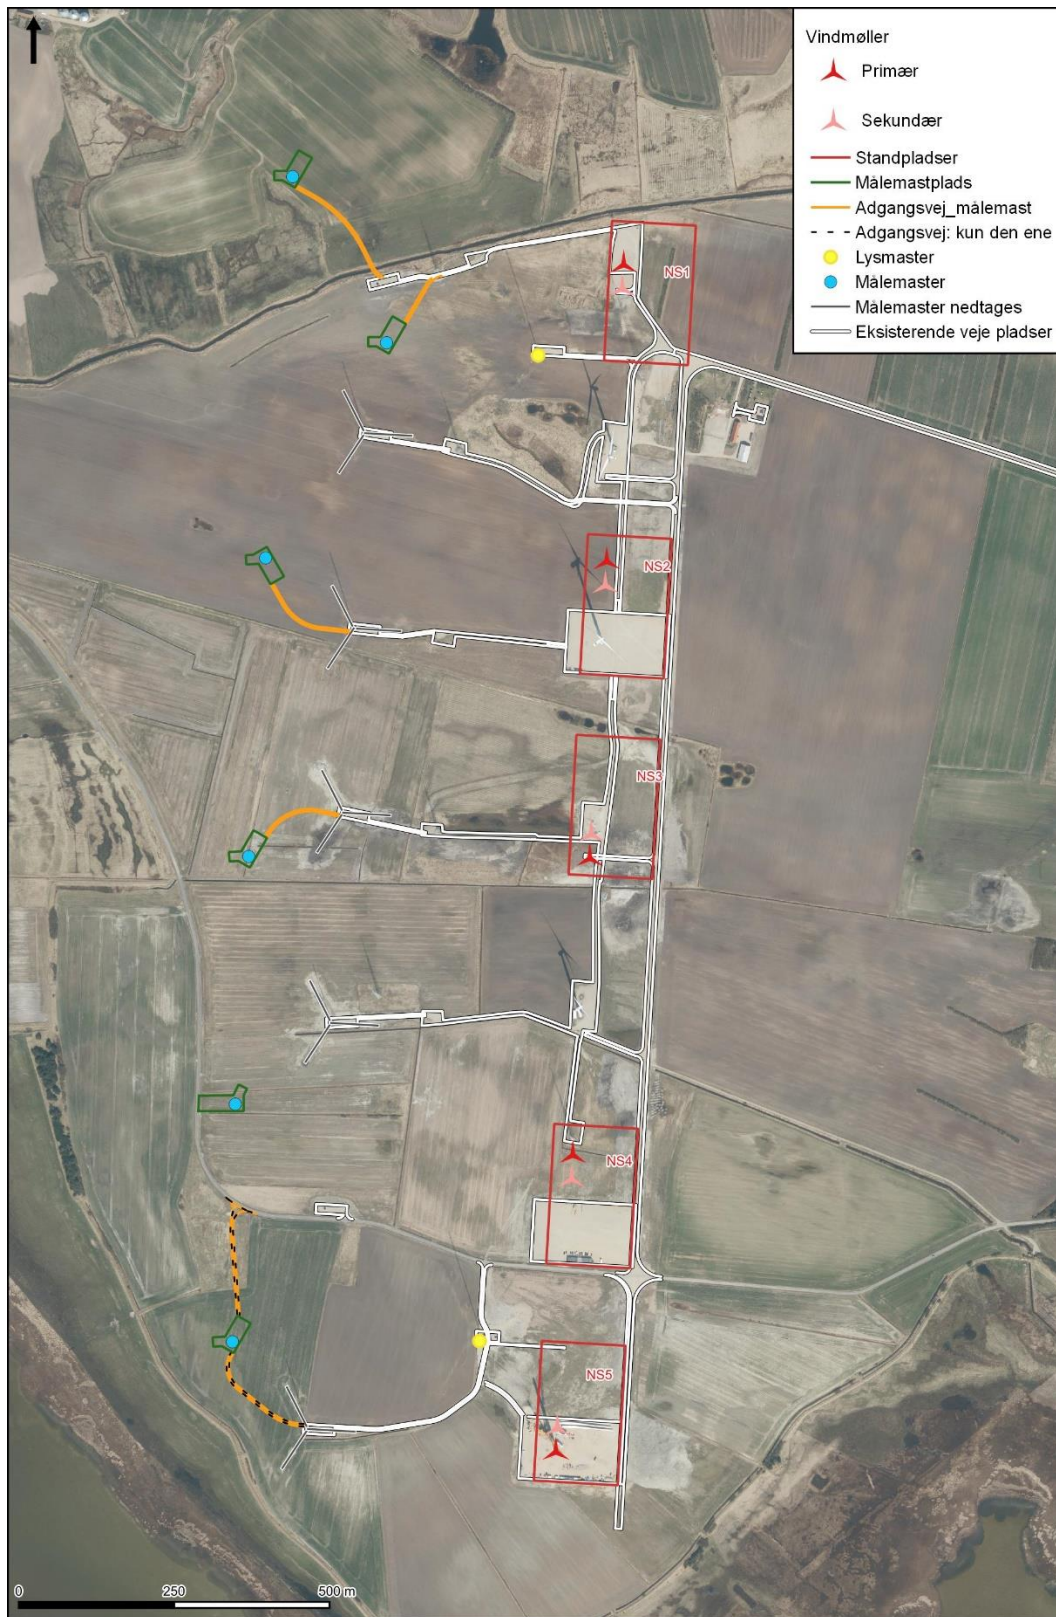 Vindmøller
Primær
Sekundær
Standpladser
Målemastplads
Adgangsvej_målemast
Adgangsvej: kun den ene
Lysmaster
Målemaster
Målemaster nedtages
Eksisterende veje pladser
NS1
NS2
NS3
NS4
NS5
0 250 500 m